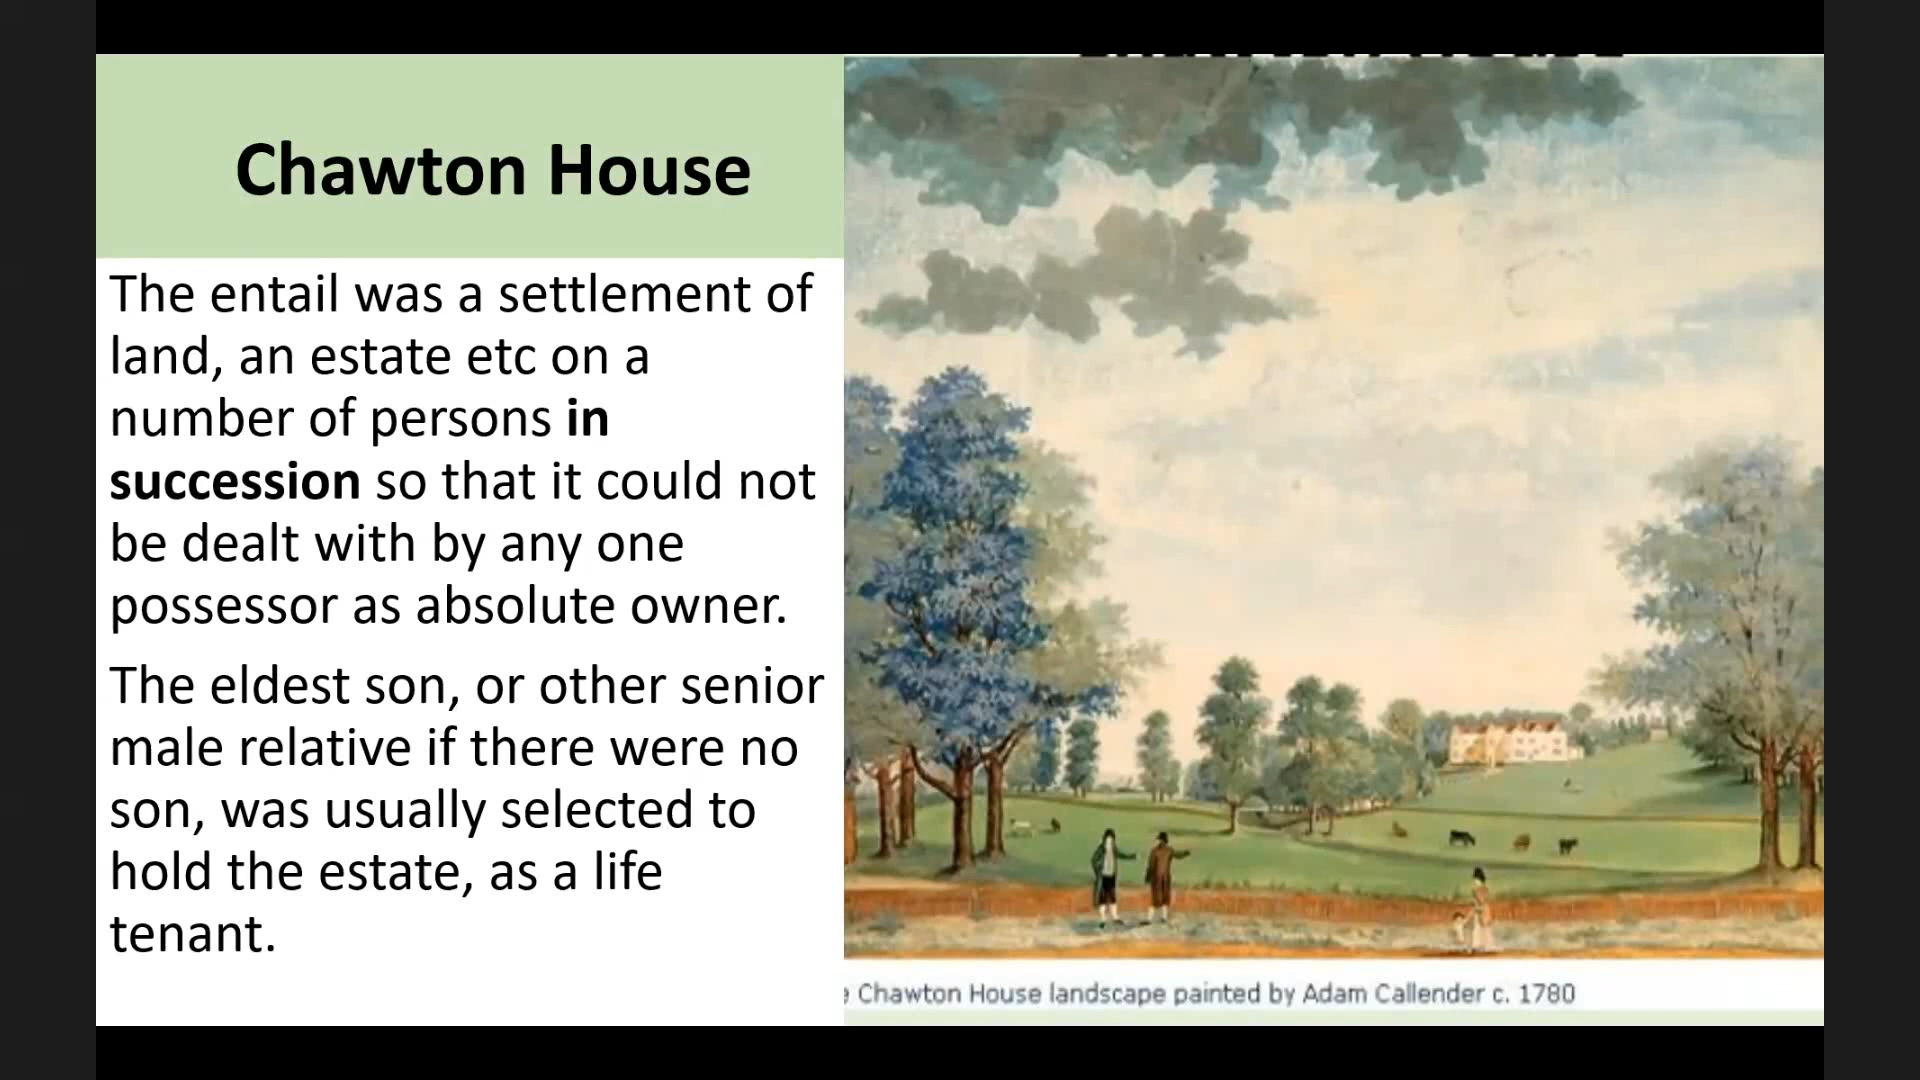 Chawton House
The entail was a settlement of
land, an estate etc on a
number of persons in
succession so that it could not
be dealt with by any one
possessor as absolute owner.
The eldest son, or other senior
male relative if there were no
son, was usually selected to
hold the estate, as a life
tenant.
Chawton House landscape painted by Adam Callender c. 1780